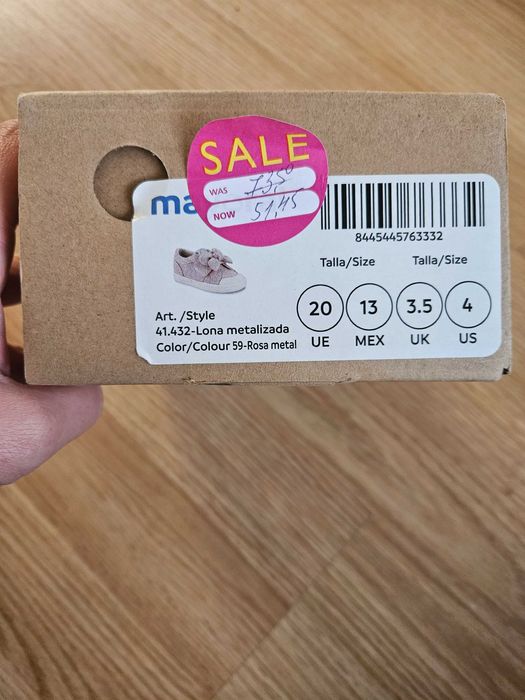 SALE
WAS 73,50
NOW 51,45
ma
8445445763332
Talla/Size Talla/Size
20 13 3.5 4
UE MEX UK US
Art. /Style
41.432-Lona metalizada
Color/Colour 59-Rosa metal